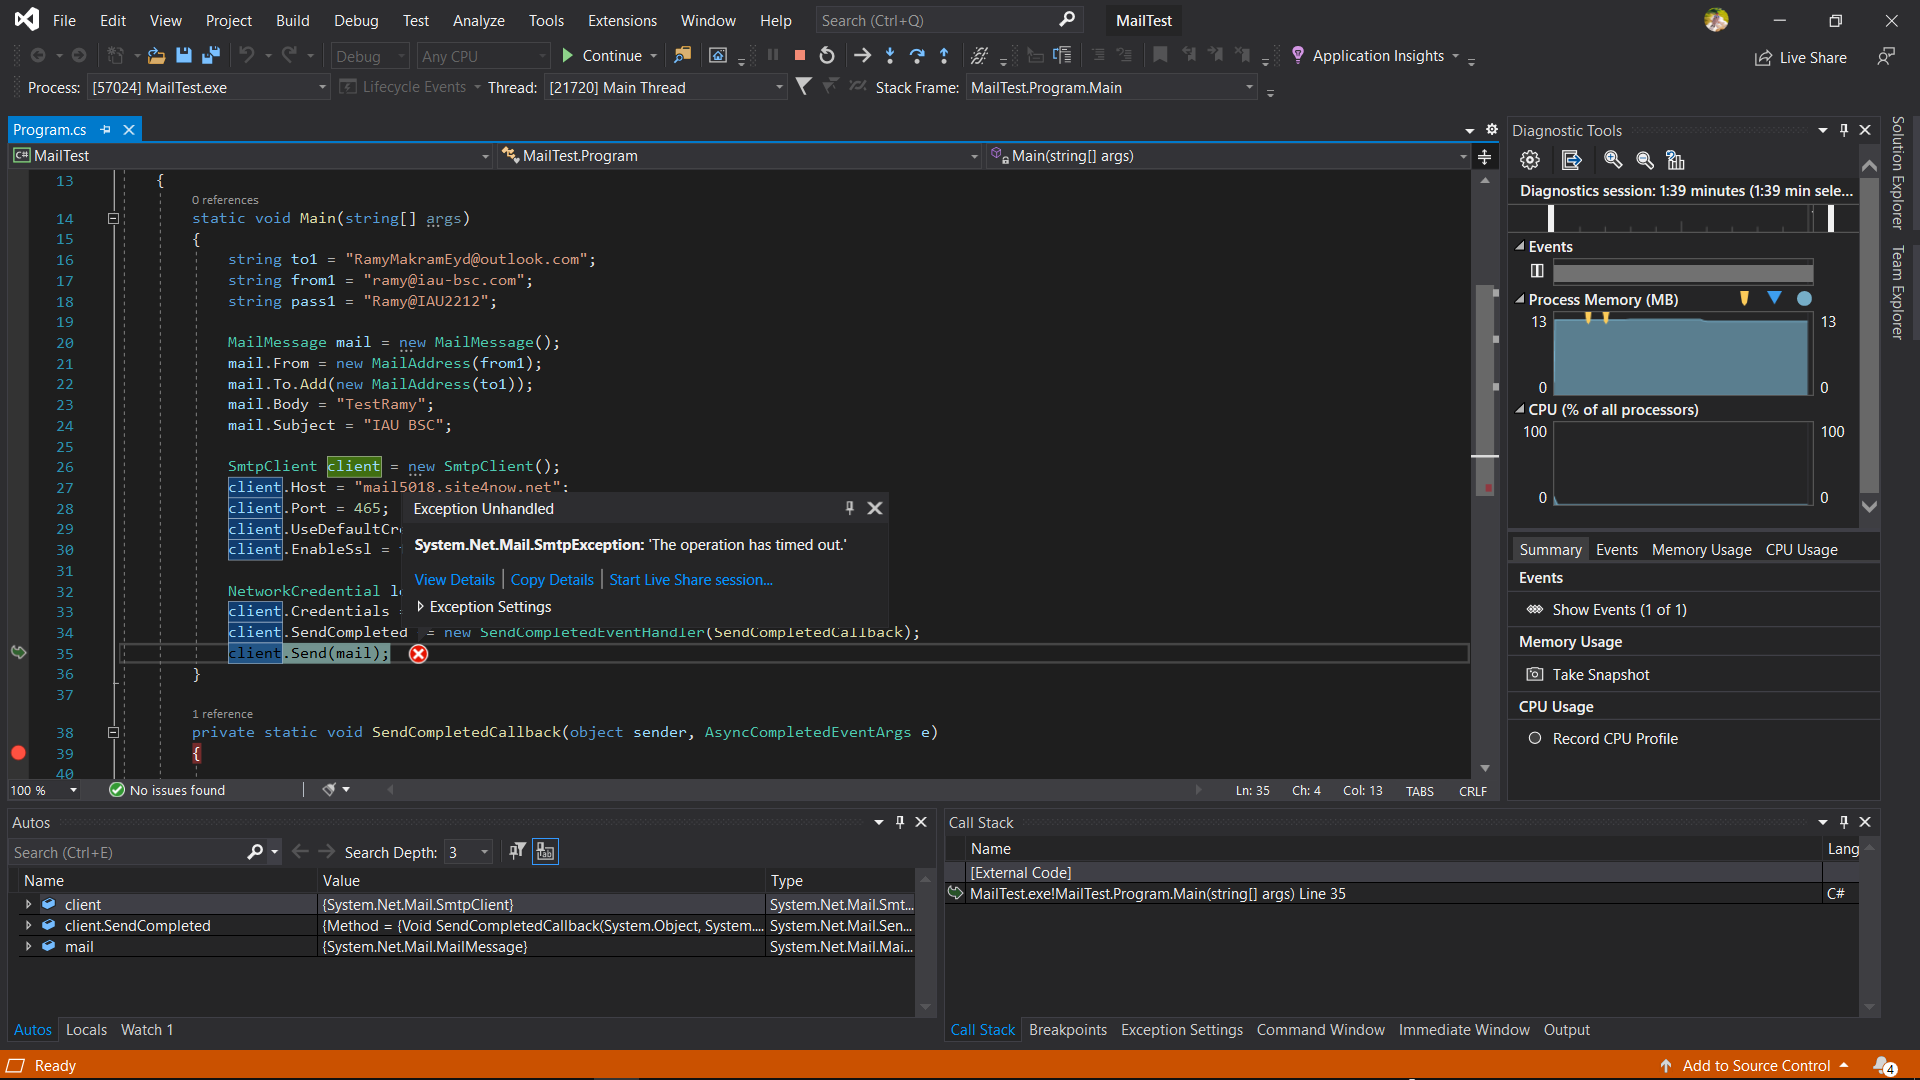 File Edit View Project Build Debug Test Analyze Tools Extensions Window Help Search (Ctrl+Q) MailTest
Debug Any CPU Continue Application Insights Live Share
Process: [57024] MailTest.exe Lifecycle Events Thread: [21720] Main Thread Stack Frame: MailTest.Program.Main
Program.cs
C# MailTest MailTest.Program Main(string[] args)
13 {
0 references
14 static void Main(string[] args)
15 {
16 string to1 = "RamyMakramEyd@outlook.com";
17 string from1 = "ramy@iau-bsc.com";
18 string pass1 = "Ramy@IAU2212";
19
20 MailMessage mail = new MailMessage();
21 mail.From = new MailAddress(from1);
22 mail.To.Add(new MailAddress(to1));
23 mail.Body = "TestRamy";
24 mail.Subject = "IAU BSC";
25
26 SmtpClient client = new SmtpClient();
27 client.Host = "mail5018.site4now.net";
28 client.Port = 465;
29 client.UseDefaultCr
30 client.EnableSsl =
31
32 NetworkCredential
33 client.Credentials =
34 client.SendCompleted = new SendCompletedEventHandler(SendCompletedCallback);
35 client.Send(mail);
36 }
37
1 reference
38 private static void SendCompletedCallback(object sender, AsyncCompletedEventArgs e)
39 {
40
Exception Unhandled
System.Net.Mail.SmtpException: 'The operation has timed out.'
View Details | Copy Details | Start Live Share session...
Exception Settings
100 % No issues found Ln: 35 Ch: 4 Col: 13 TABS CRLF
Diagnostic Tools
Diagnostics session: 1:39 minutes (1:39 min sele...
Events
Process Memory (MB)
13 13
0 0
CPU (% of all processors)
100 100
0 0
Summary Events Memory Usage CPU Usage
Events
Show Events (1 of 1)
Memory Usage
Take Snapshot
CPU Usage
Record CPU Profile
Solution Explorer
Team Explorer
Autos
Search (Ctrl+E) Search Depth: 3
Name Value Type
client {System.Net.Mail.SmtpClient} System.Net.Mail.Smt...
client.SendCompleted {Method = {Void SendCompletedCallback(System.Object, System.... System.Net.Mail.Sen...
mail {System.Net.Mail.MailMessage} System.Net.Mail.Mai...
Autos Locals Watch 1
Call Stack
Name Lang
[External Code]
MailTest.exe!MailTest.Program.Main(string[] args) Line 35 C#
Call Stack Breakpoints Exception Settings Command Window Immediate Window Output
Ready Add to Source Control 4